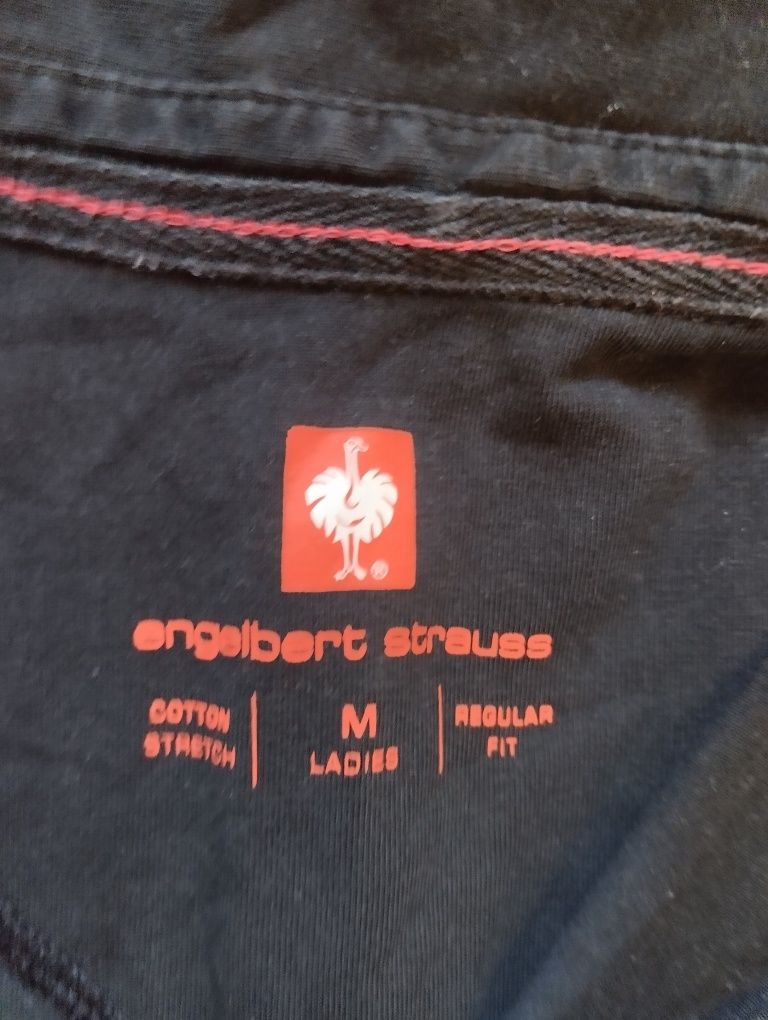 ®
engelbert strauss
COTTON
STRETCH
M
LADIES
REGULAR
FIT